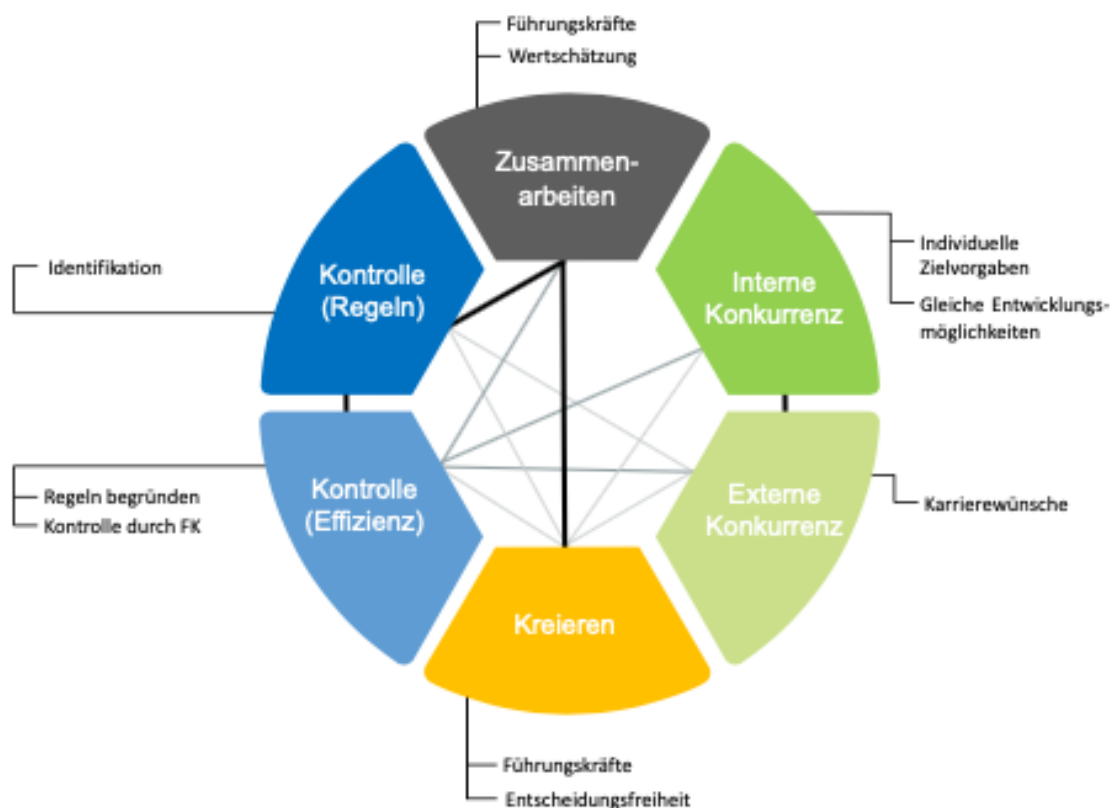 Führungskräfte
Wertschätzung
Zusammen-
arbeiten
Kontrolle
(Regeln)
Identifikation
Interne
Konkurrenz
Individuelle
Zielvorgaben
Gleiche Entwicklungs-
möglichkeiten
Kontrolle
(Effizienz)
Regeln begründen
Kontrolle durch FK
Externe
Konkurrenz
Karrierewünsche
Kreieren
Führungskräfte
Entscheidungsfreiheit